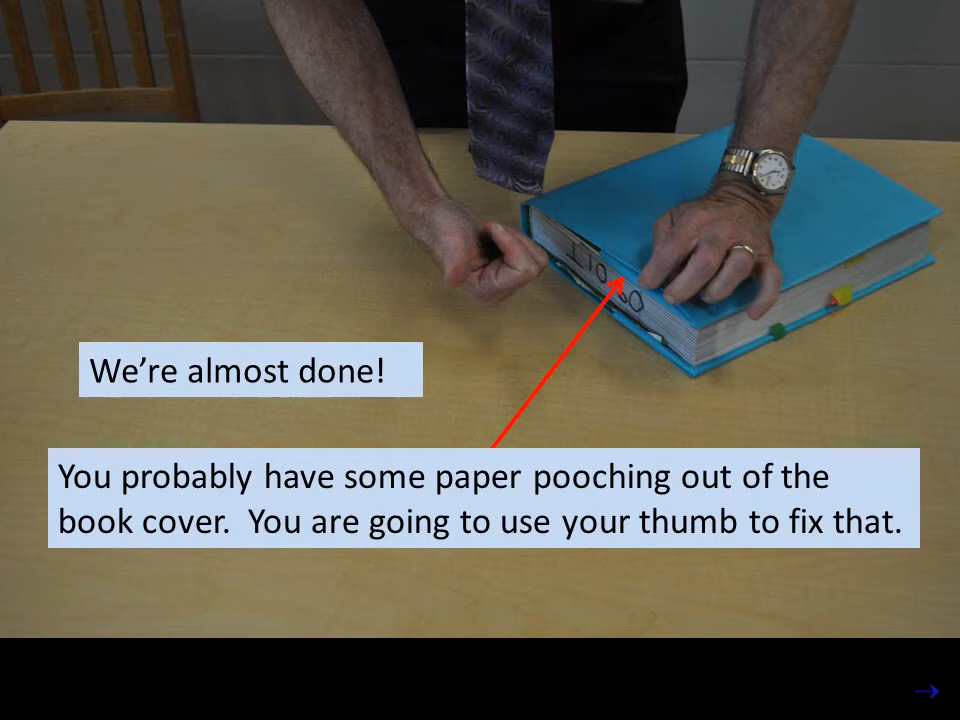 We're almost done!
You probably have some paper pooching out of the
book cover.  You are going to use your thumb to fix that.
→